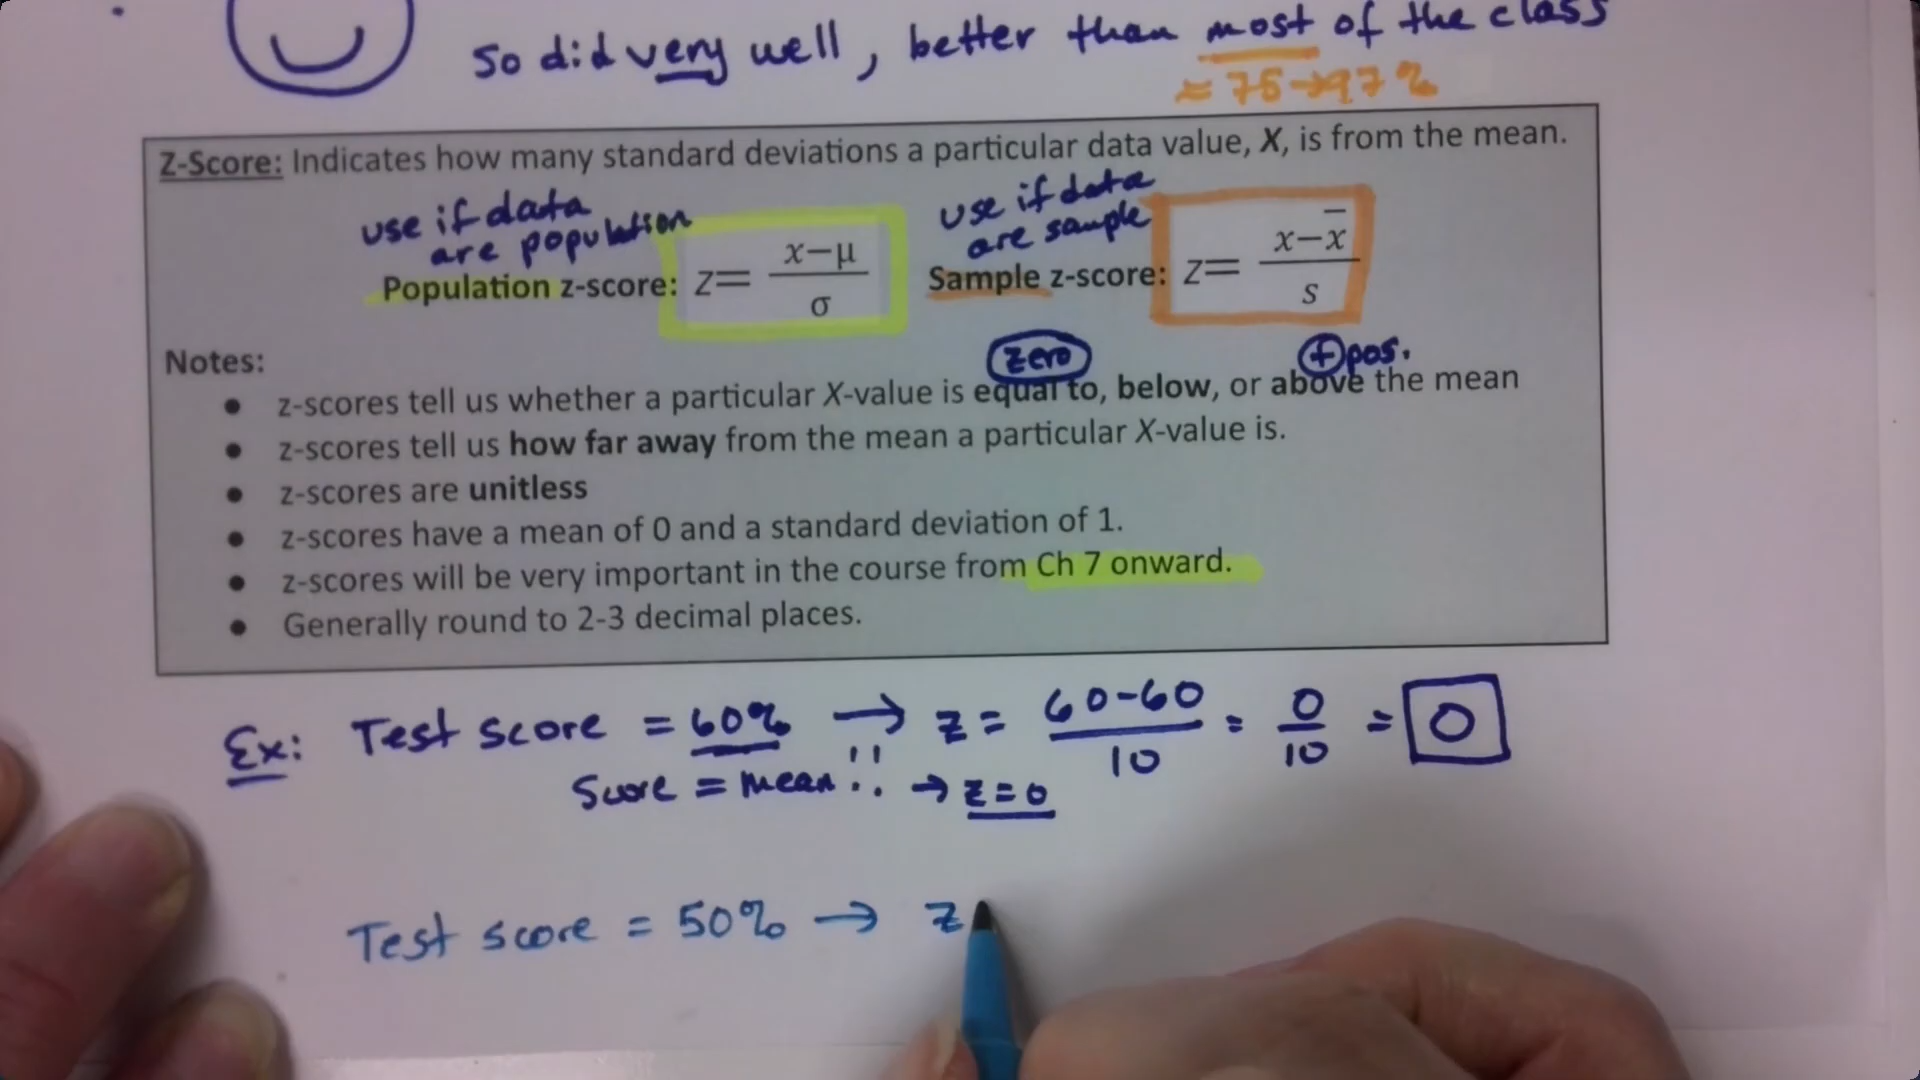 so did very well, better than most of the class
≈ 75→97%
Z-Score: Indicates how many standard deviations a particular data value, X, is from the mean.
use if data are population
use if data are sample
Population z-score: z= x−μ / σ
Sample z-score: z= x−x̄ / s
zero
+ pos.
Notes:
• z-scores tell us whether a particular X-value is equal to, below, or above the mean
• z-scores tell us how far away from the mean a particular X-value is.
• z-scores are unitless
• z-scores have a mean of 0 and a standard deviation of 1.
• z-scores will be very important in the course from Ch 7 onward.
• Generally round to 2-3 decimal places.
Ex: Test score = 60% → z = 60-60 / 10 = 0 / 10 = 0
Score = mean!! → z=0
Test score = 50% → z